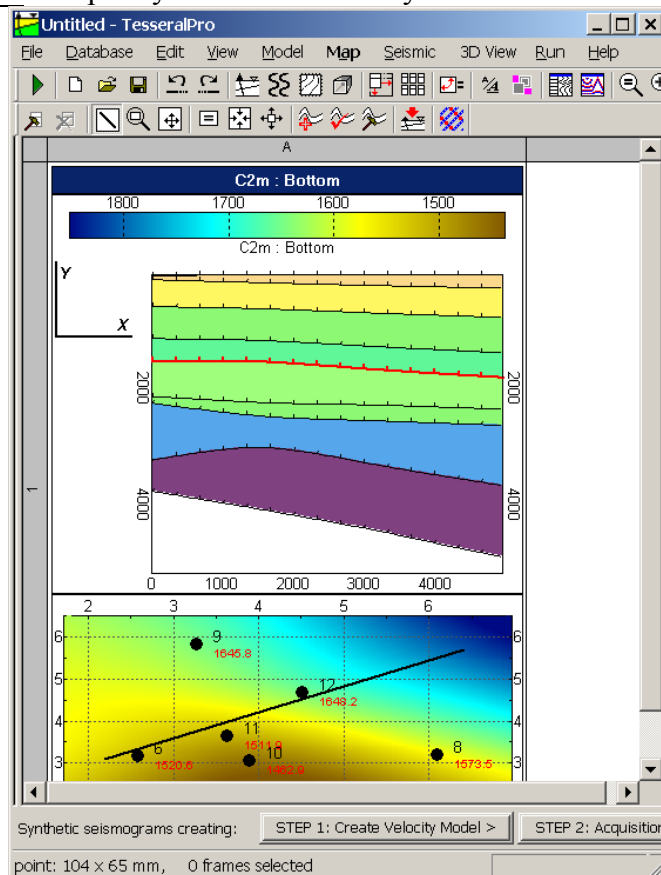 Untitled - TesseralPro
File Database Edit View Model Map Seismic 3D View Run Help
A
C2m : Bottom
1800 1700 1600 1500
C2m : Bottom
Y
X
2000 2000
4000 4000
1
0 1000 2000 3000 4000
2 3 4 5 6
6 9 6
1645.8
5 12 5
1648.2
4 11 4
1511.9
3 6 10 8 3
1520.6 1462.9 1573.5
Synthetic seismograms creating: STEP 1: Create Velocity Model > STEP 2: Acquisition
point: 104 x 65 mm, 0 frames selected